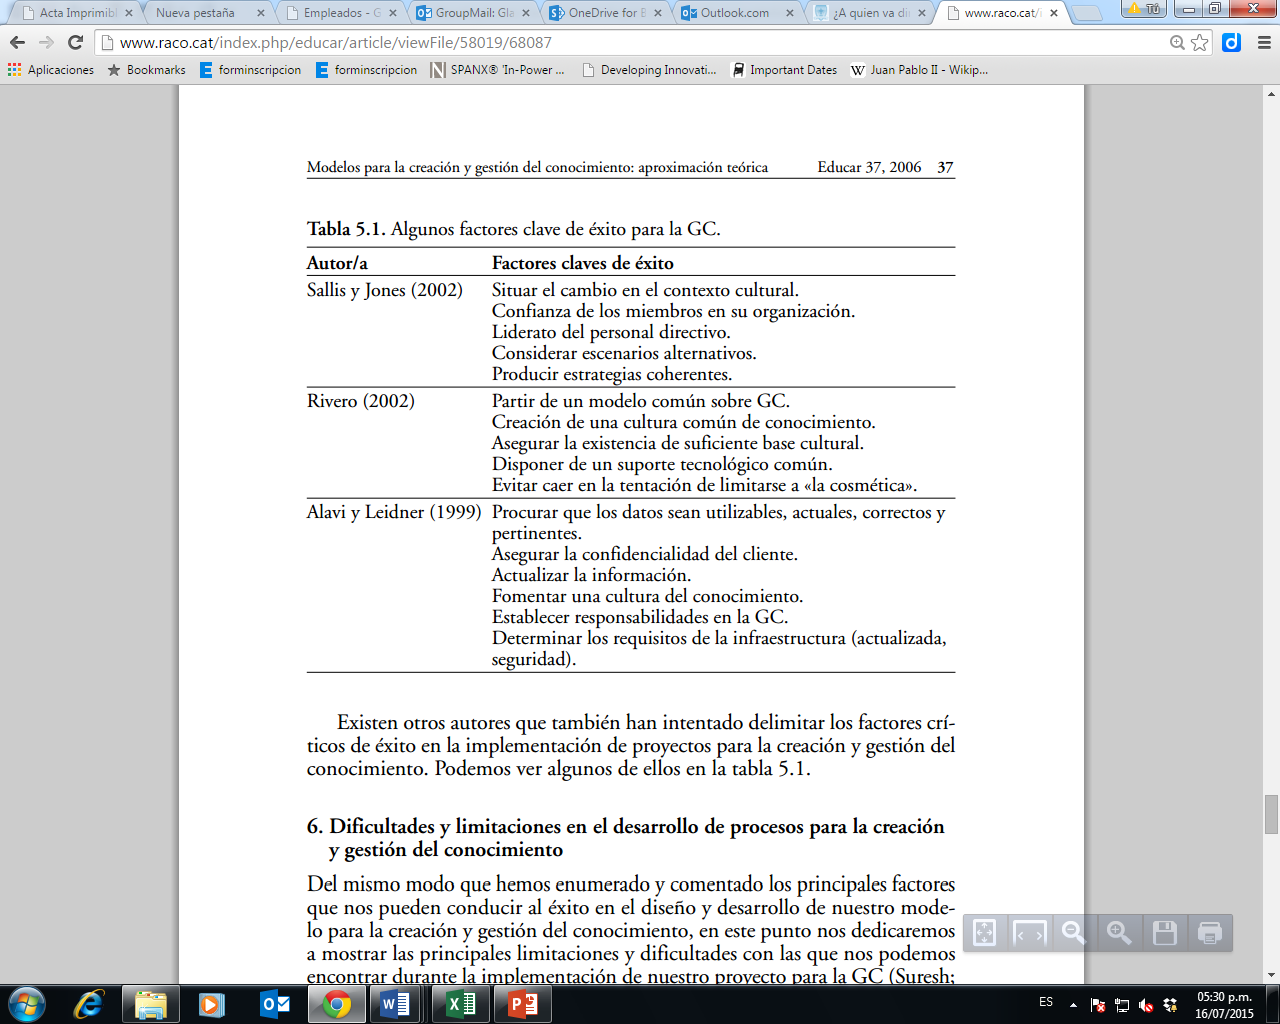 Acta Imprimibl
Nueva pestaña
Empleados - G
GroupMail: Gla
OneDrive for B
Outlook.com
¿A quien va di
www.raco.cat/i
Tú
www.raco.cat/index.php/educar/article/viewFile/58019/68087
Aplicaciones
Bookmarks
forminscripcion
forminscripcion
SPANX® 'In-Power ...
Developing Innovati...
Important Dates
Juan Pablo II - Wikip...
Modelos para la creación y gestión del conocimiento: aproximación teórica Educar 37, 2006 37
Tabla 5.1. Algunos factores clave de éxito para la GC.
Autor/a Factores claves de éxito
Sallis y Jones (2002) Situar el cambio en el contexto cultural.
Confianza de los miembros en su organización.
Liderato del personal directivo.
Considerar escenarios alternativos.
Producir estrategias coherentes.
Rivero (2002) Partir de un modelo común sobre GC.
Creación de una cultura común de conocimiento.
Asegurar la existencia de suficiente base cultural.
Disponer de un suporte tecnológico común.
Evitar caer en la tentación de limitarse a «la cosmética».
Alavi y Leidner (1999) Procurar que los datos sean utilizables, actuales, correctos y
pertinentes.
Asegurar la confidencialidad del cliente.
Actualizar la información.
Fomentar una cultura del conocimiento.
Establecer responsabilidades en la GC.
Determinar los requisitos de la infraestructura (actualizada,
seguridad).
Existen otros autores que también han intentado delimitar los factores crí-
ticos de éxito en la implementación de proyectos para la creación y gestión del
conocimiento. Podemos ver algunos de ellos en la tabla 5.1.
6. Dificultades y limitaciones en el desarrollo de procesos para la creación
y gestión del conocimiento
Del mismo modo que hemos enumerado y comentado los principales factores
que nos pueden conducir al éxito en el diseño y desarrollo de nuestro mode-
lo para la creación y gestión del conocimiento, en este punto nos dedicaremos
a mostrar las principales limitaciones y dificultades con las que nos podemos
encontrar durante la implementación de nuestro proyecto para la GC (Suresh;
ES
05:30 p.m.
16/07/2015